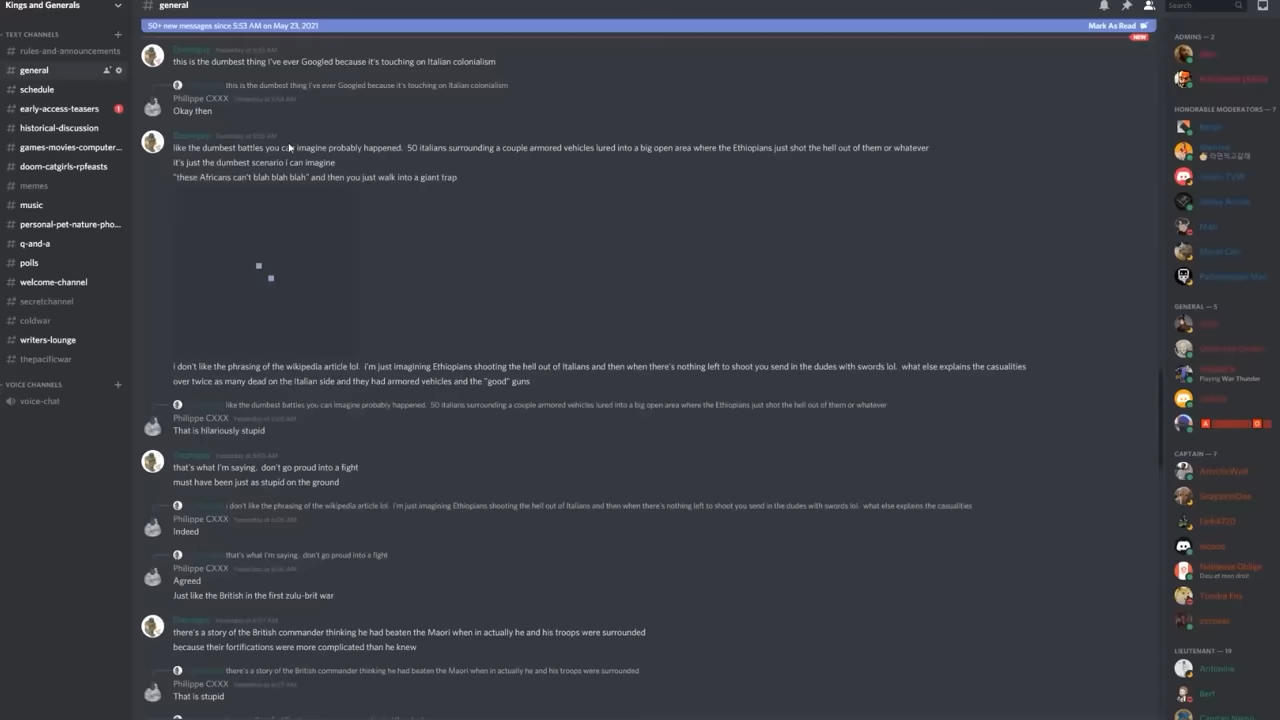 Kings and Generals
general
Search
50+ new messages since 5:53 AM on May 23, 2021
Mark As Read
NEW
TEXT CHANNELS
rules-and-announcements
general
schedule
early-access-teasers
1
historical-discussion
games-movies-computer...
doom-catgirls-rpfeasts
memes
music
personal-pet-nature-pho...
q-and-a
polls
welcome-channel
secretchannel
coldwar
writers-lounge
thepacificwar
VOICE CHANNELS
voice-chat
this is the dumbest thing I've ever Googled because it's touching on Italian colonialism
this is the dumbest thing I've ever Googled because it's touching on Italian colonialism
Philippe CXXX
Okay then
like the dumbest battles you can imagine probably happened. 50 italians surrounding a couple armored vehicles lured into a big open area where the Ethiopians just shot the hell out of them or whatever
it's just the dumbest scenario i can imagine
"these Africans can't blah blah blah" and then you just walk into a giant trap
i don't like the phrasing of the wikipedia article lol. i'm just imagining Ethiopians shooting the hell out of Italians and then when there's nothing left to shoot you send in the dudes with swords lol. what else explains the casualities
over twice as many dead on the Italian side and they had armored vehicles and the "good" guns
like the dumbest battles you can imagine probably happened. 50 italians surrounding a couple armored vehicles lured into a big open area where the Ethiopians just shot the hell out of them or whatever
Philippe CXXX
That is hilariously stupid
that's what I'm saying. don't go proud into a fight
must have been just as stupid on the ground
i don't like the phrasing of the wikipedia article lol. i'm just imagining Ethiopians shooting the hell out of Italians and then when there's nothing left to shoot you send in the dudes with swords lol. what else explains the casualities
Philippe CXXX
Indeed
that's what I'm saying. don't go proud into a fight
Philippe CXXX
Agreed
Just like the British in the first zulu-brit war
there's a story of the British commander thinking he had beaten the Maori when in actually he and his troops were surrounded
because their fortifications were more complicated than he knew
there's a story of the British commander thinking he had beaten the Maori when in actually he and his troops were surrounded
Philippe CXXX
That is stupid
ADMINS — 2
HONORABLE MODERATORS — 7
GENERAL — 5
Playing War Thunder
CAPTAIN — 7
ArrcticWolf
GraypinnDee
Link4720
Noblesse Oblige
Dieu et mon droit
Tundra Fox
LIEUTENANT — 19
Antonine
Berf